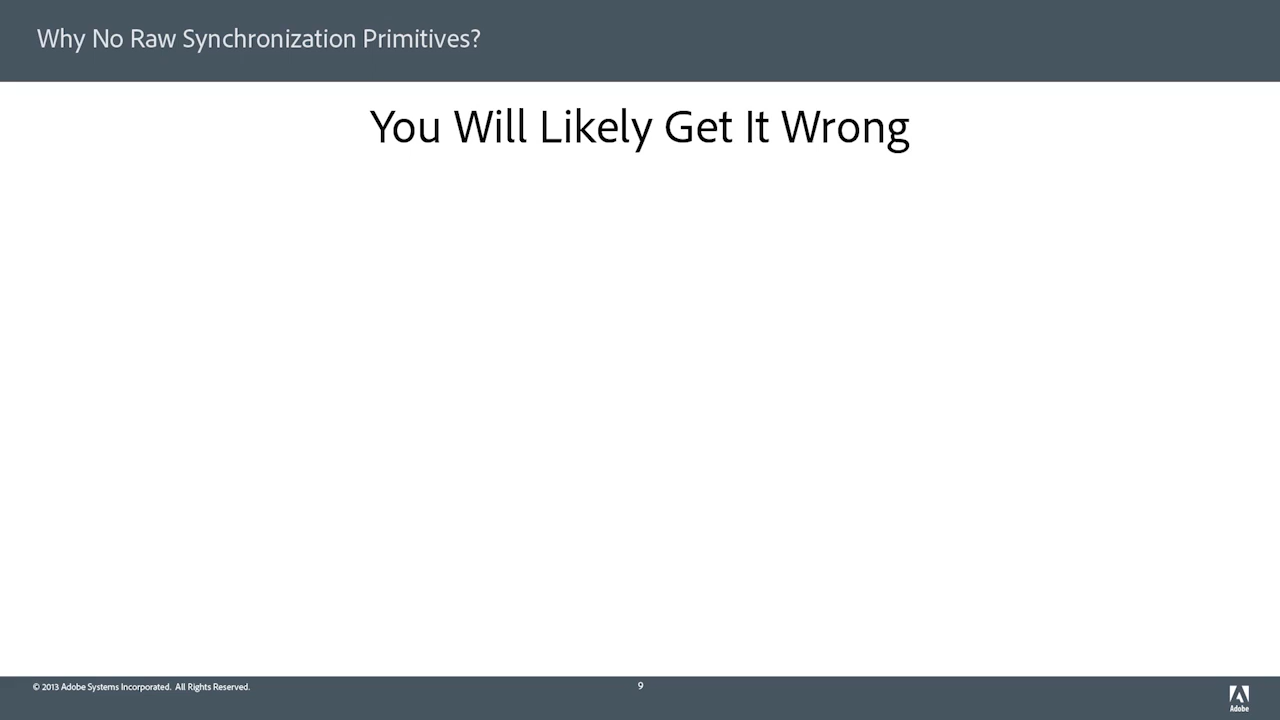 Why No Raw Synchronization Primitives?
You Will Likely Get It Wrong
© 2013 Adobe Systems Incorporated. All Rights Reserved.
9
Adobe